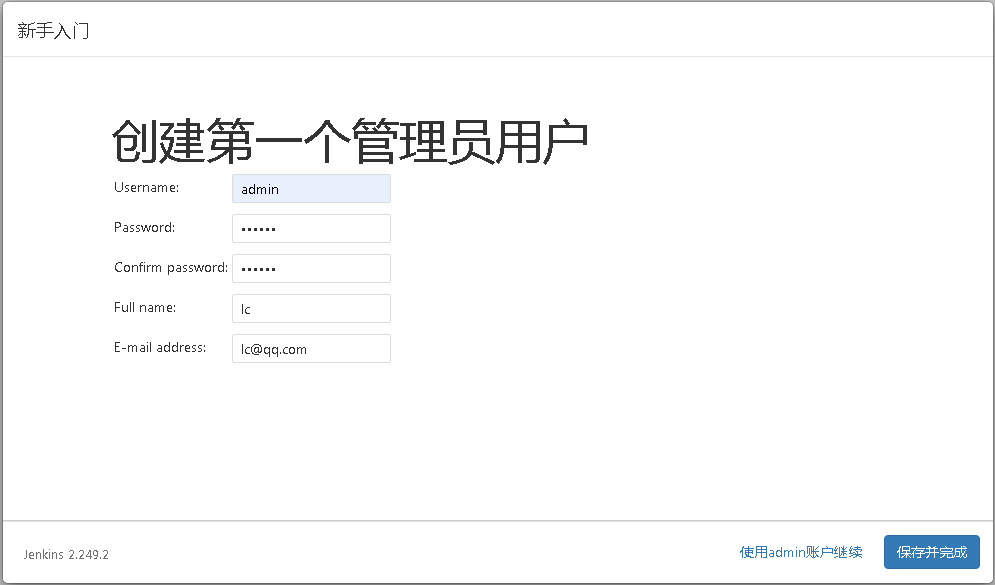 新手入门
创建第一个管理员用户
Username: admin
Password: ••••••
Confirm password: ••••••
Full name: lc
E-mail address: lc@qq.com
Jenkins 2.249.2 使用admin账户继续 保存并完成